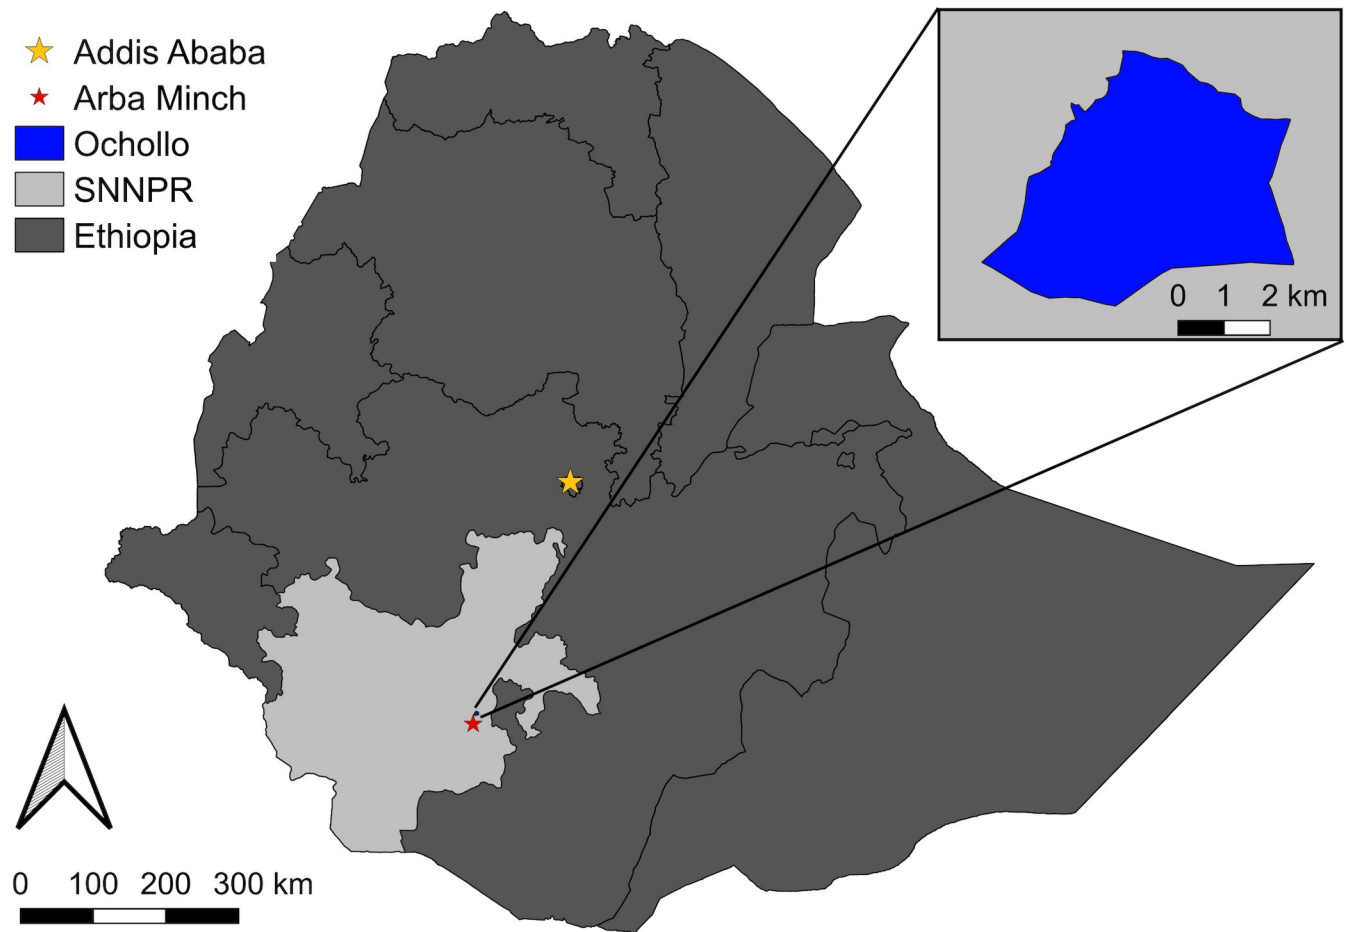 Addis Ababa
Arba Minch
Ochollo
SNNPR
Ethiopia
0 1 2 km
0 100 200 300 km